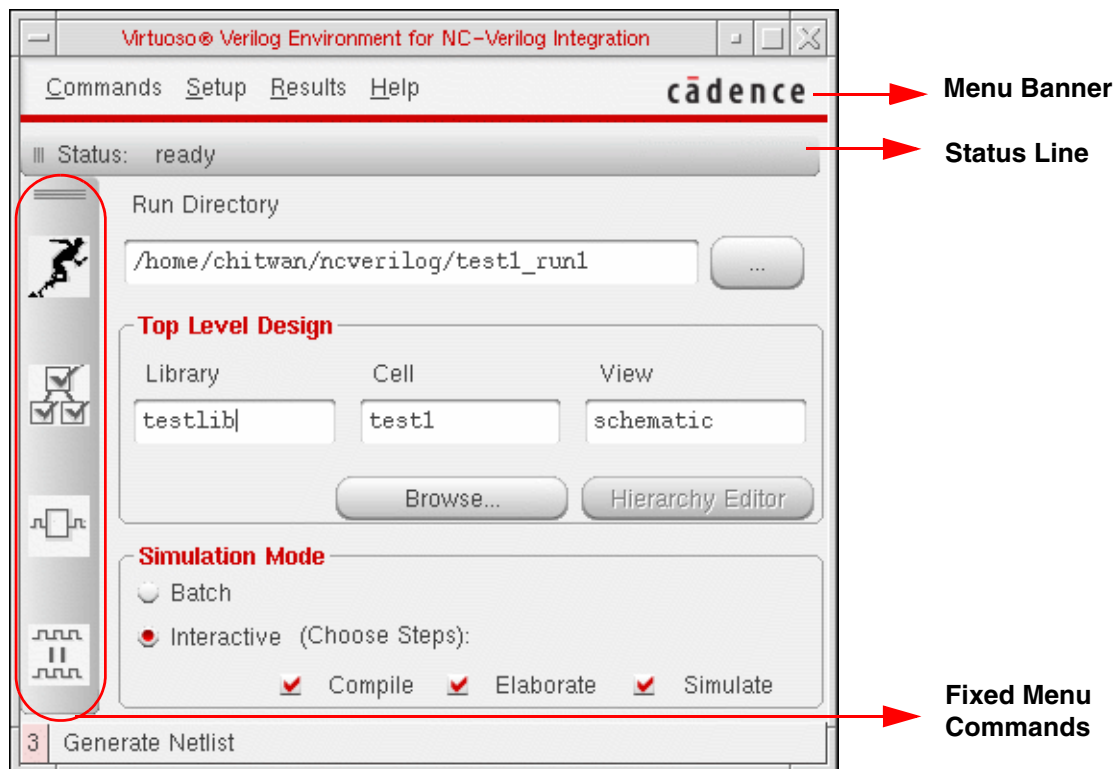 Virtuoso® Verilog Environment for NC-Verilog Integration
Commands Setup Results Help cādence
Menu Banner
Status: ready
Status Line
Run Directory
/home/chitwan/ncverilog/test1_run1 ...
Top Level Design
Library Cell View
testlib test1 schematic
Browse... Hierarchy Editor
Simulation Mode
Batch
Interactive (Choose Steps):
Compile Elaborate Simulate
Fixed Menu
Commands
3 Generate Netlist